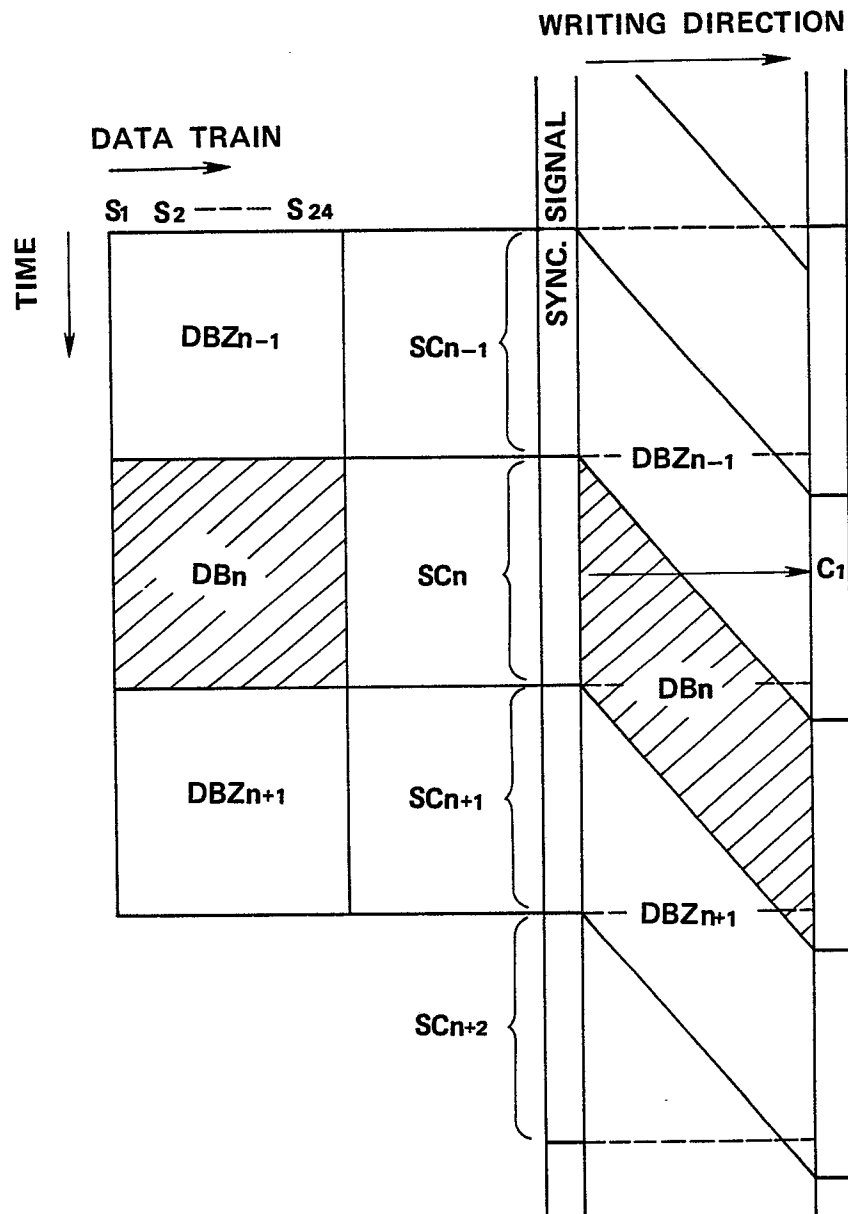 WRITING DIRECTION
DATA TRAIN
S1 S2 ---- S24
TIME
SYNC. SIGNAL
DBZn-1
SCn-1
DBZn-1
DBn
SCn
C1
DBn
DBZn+1
SCn+1
DBZn+1
SCn+2